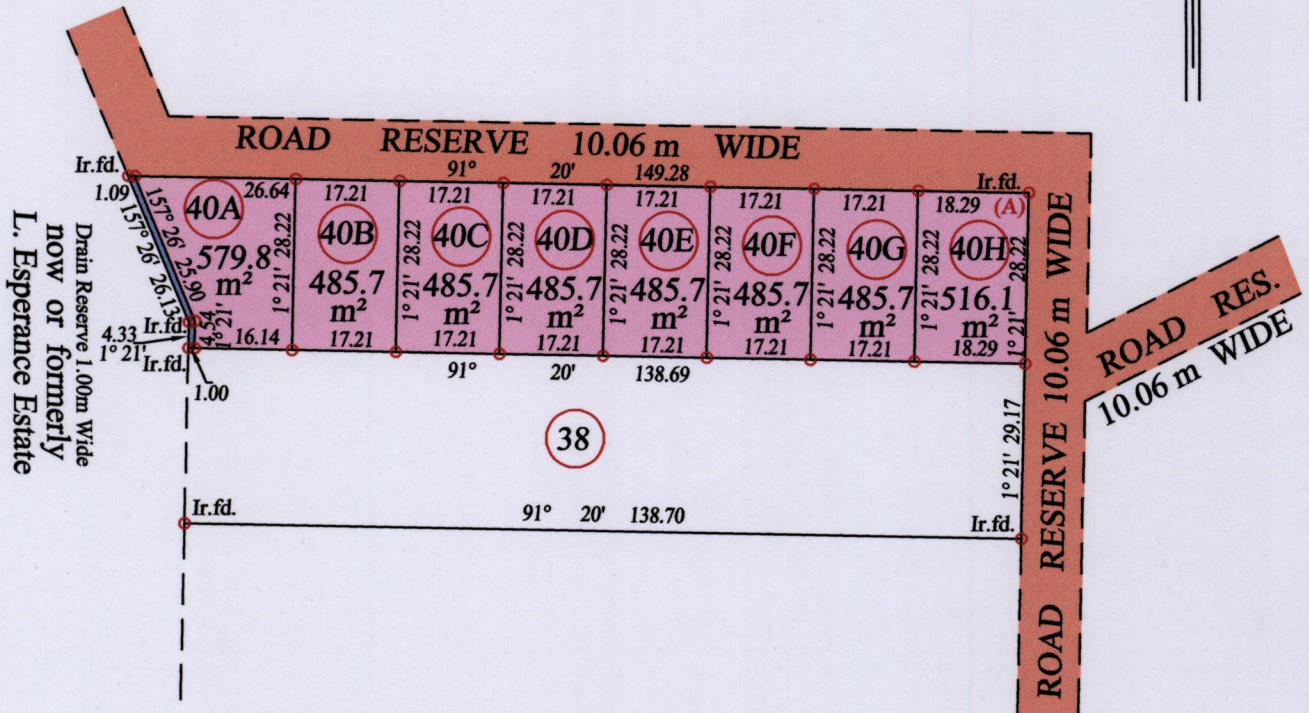 ROAD RESERVE 10.06 m WIDE
91° 20' 149.28
Ir.fd.
Ir.fd.
1.09
26.64
17.21
17.21
17.21
17.21
17.21
17.21
18.29
(A)
40A
40B
40C
40D
40E
40F
40G
40H
579.8
m²
485.7
m²
485.7
m²
485.7
m²
485.7
m²
485.7
m²
485.7
m²
516.1
m²
157° 26' 25.90
157° 26' 26.13
1° 21' 28.22
1° 21' 28.22
1° 21' 28.22
1° 21' 28.22
1° 21' 28.22
1° 21' 28.22
1° 21' 28.22
1° 21' 28.22
Ir.fd.
1° 21'
4.33
1° 21'
Ir.fd.
1.00
16.14
17.21
17.21
17.21
17.21
17.21
17.21
18.29
91° 20' 138.69
Drain Reserve 1.00m Wide
now or formerly
L. Esperance Estate
38
1° 21' 29.17
Ir.fd.
91° 20' 138.70
Ir.fd.
ROAD RESERVE 10.06 m WIDE
ROAD RES.
10.06 m WIDE